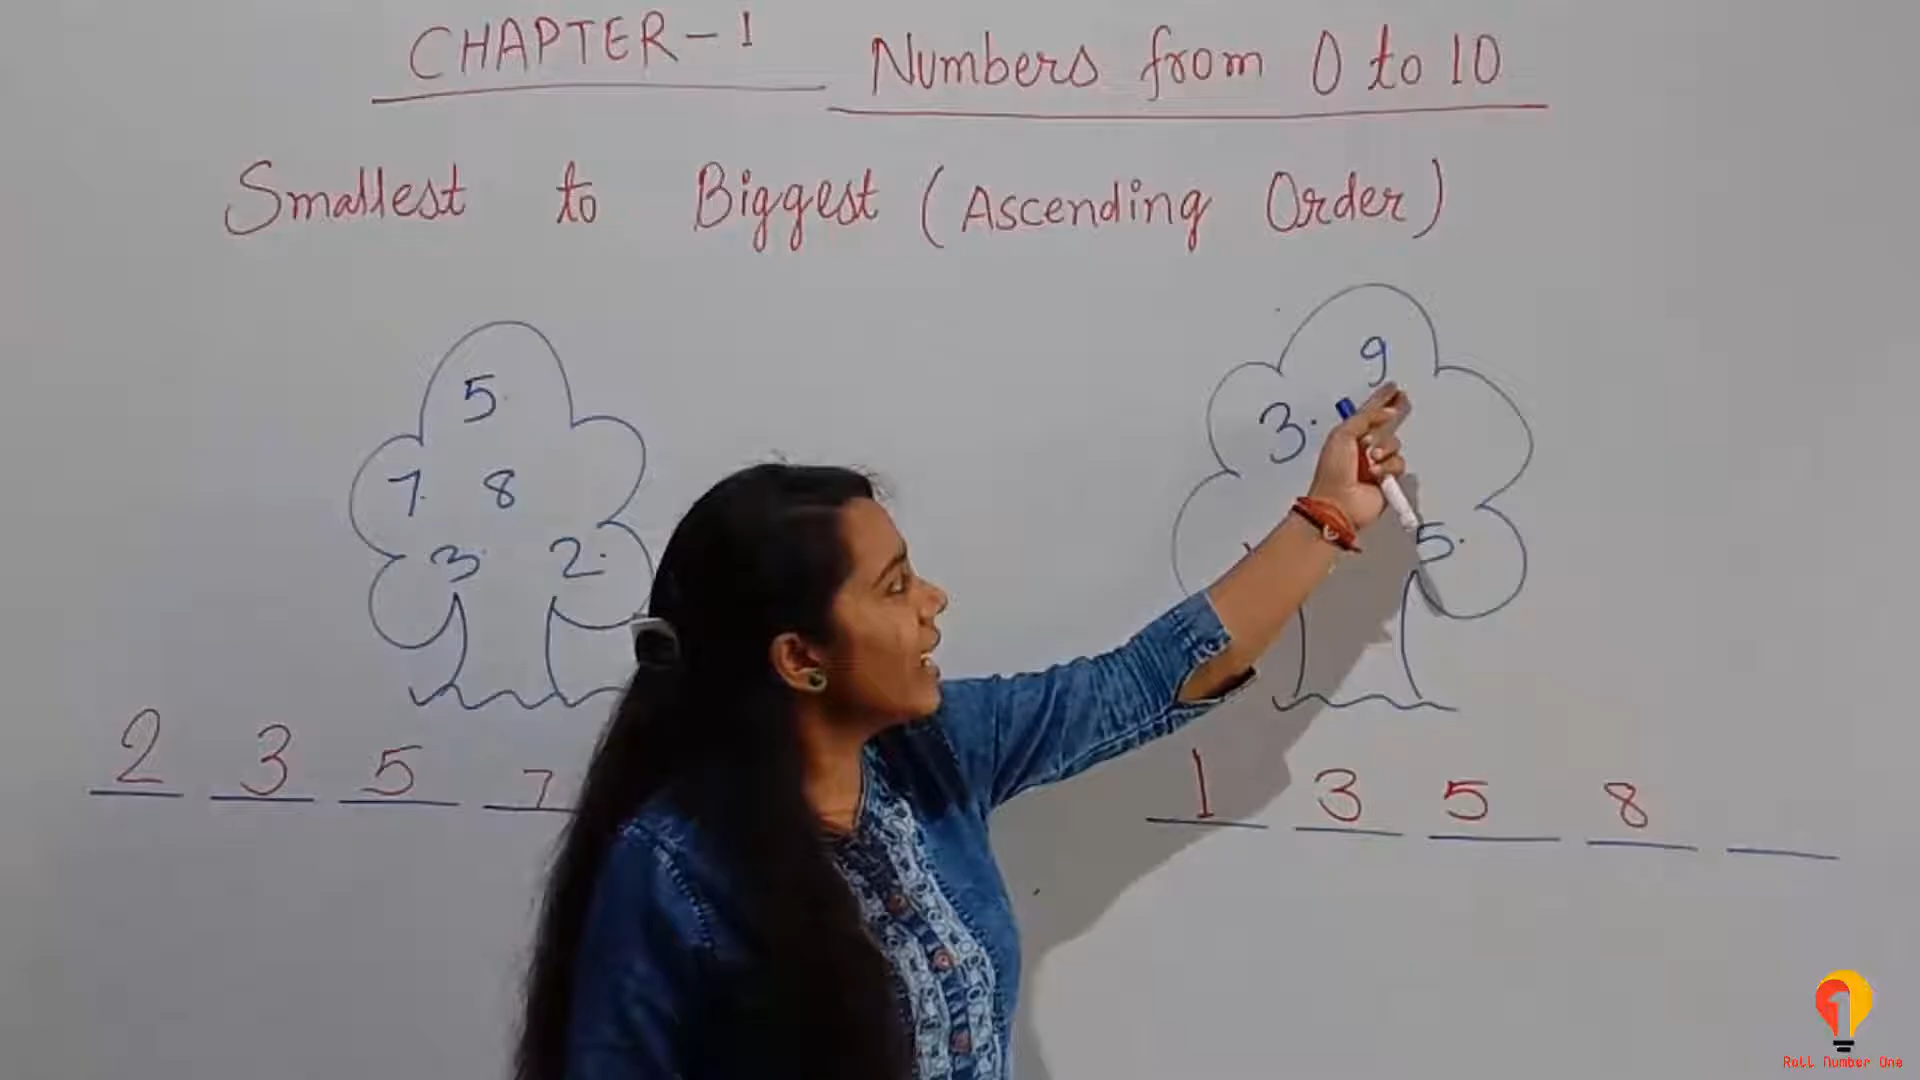 CHAPTER-1 Numbers from 0 to 10
Smallest to Biggest (Ascending Order)
5
7 8
3 2
9
3
5
2 3 5 7
1 3 5 8
Roll Number One